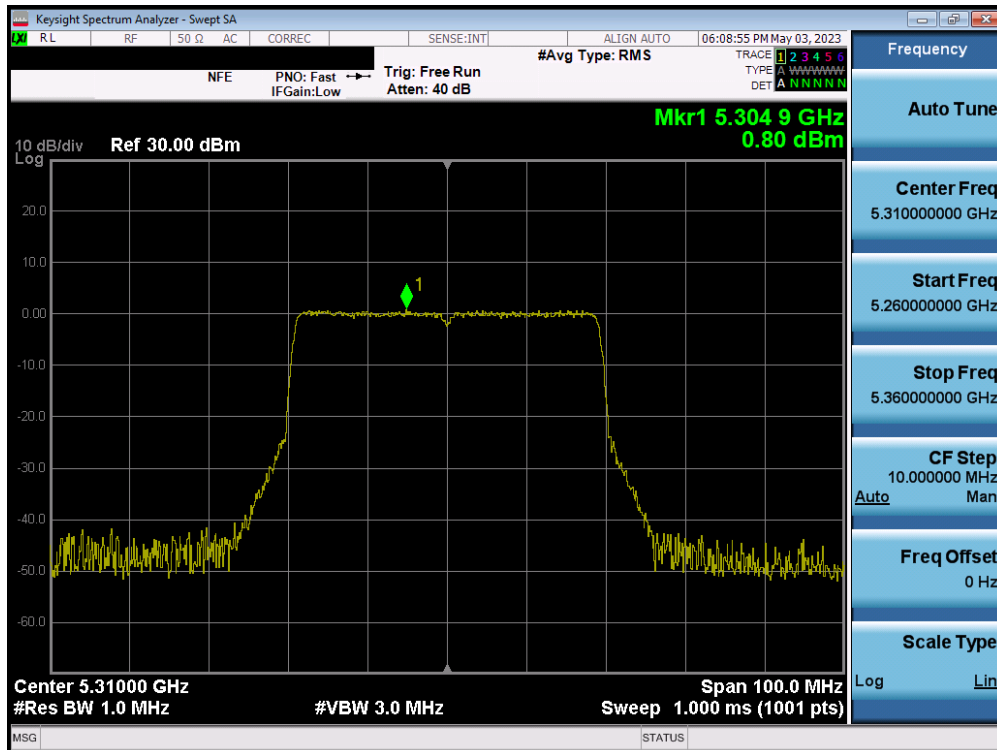 Keysight Spectrum Analyzer - Swept SA
LXI RL RF 50 Ω AC CORREC SENSE:INT ALIGN AUTO 06:08:55 PM May 03, 2023
Frequency
NFE PNO: Fast Trig: Free Run #Avg Type: RMS TRACE 1 2 3 4 5 6
IFGain:Low Atten: 40 dB TYPE A WWWWW
DET A N N N N N
Auto Tune
Mkr1 5.304 9 GHz
0.80 dBm
10 dB/div Ref 30.00 dBm
Log
20.0
10.0
0.00
-10.0
-20.0
-30.0
-40.0
-50.0
-60.0
1
Center Freq
5.310000000 GHz
Start Freq
5.260000000 GHz
Stop Freq
5.360000000 GHz
CF Step
10.000000 MHz
Auto Man
Freq Offset
0 Hz
Scale Type
Log Lin
Center 5.31000 GHz Span 100.0 MHz
#Res BW 1.0 MHz #VBW 3.0 MHz Sweep 1.000 ms (1001 pts)
MSG STATUS